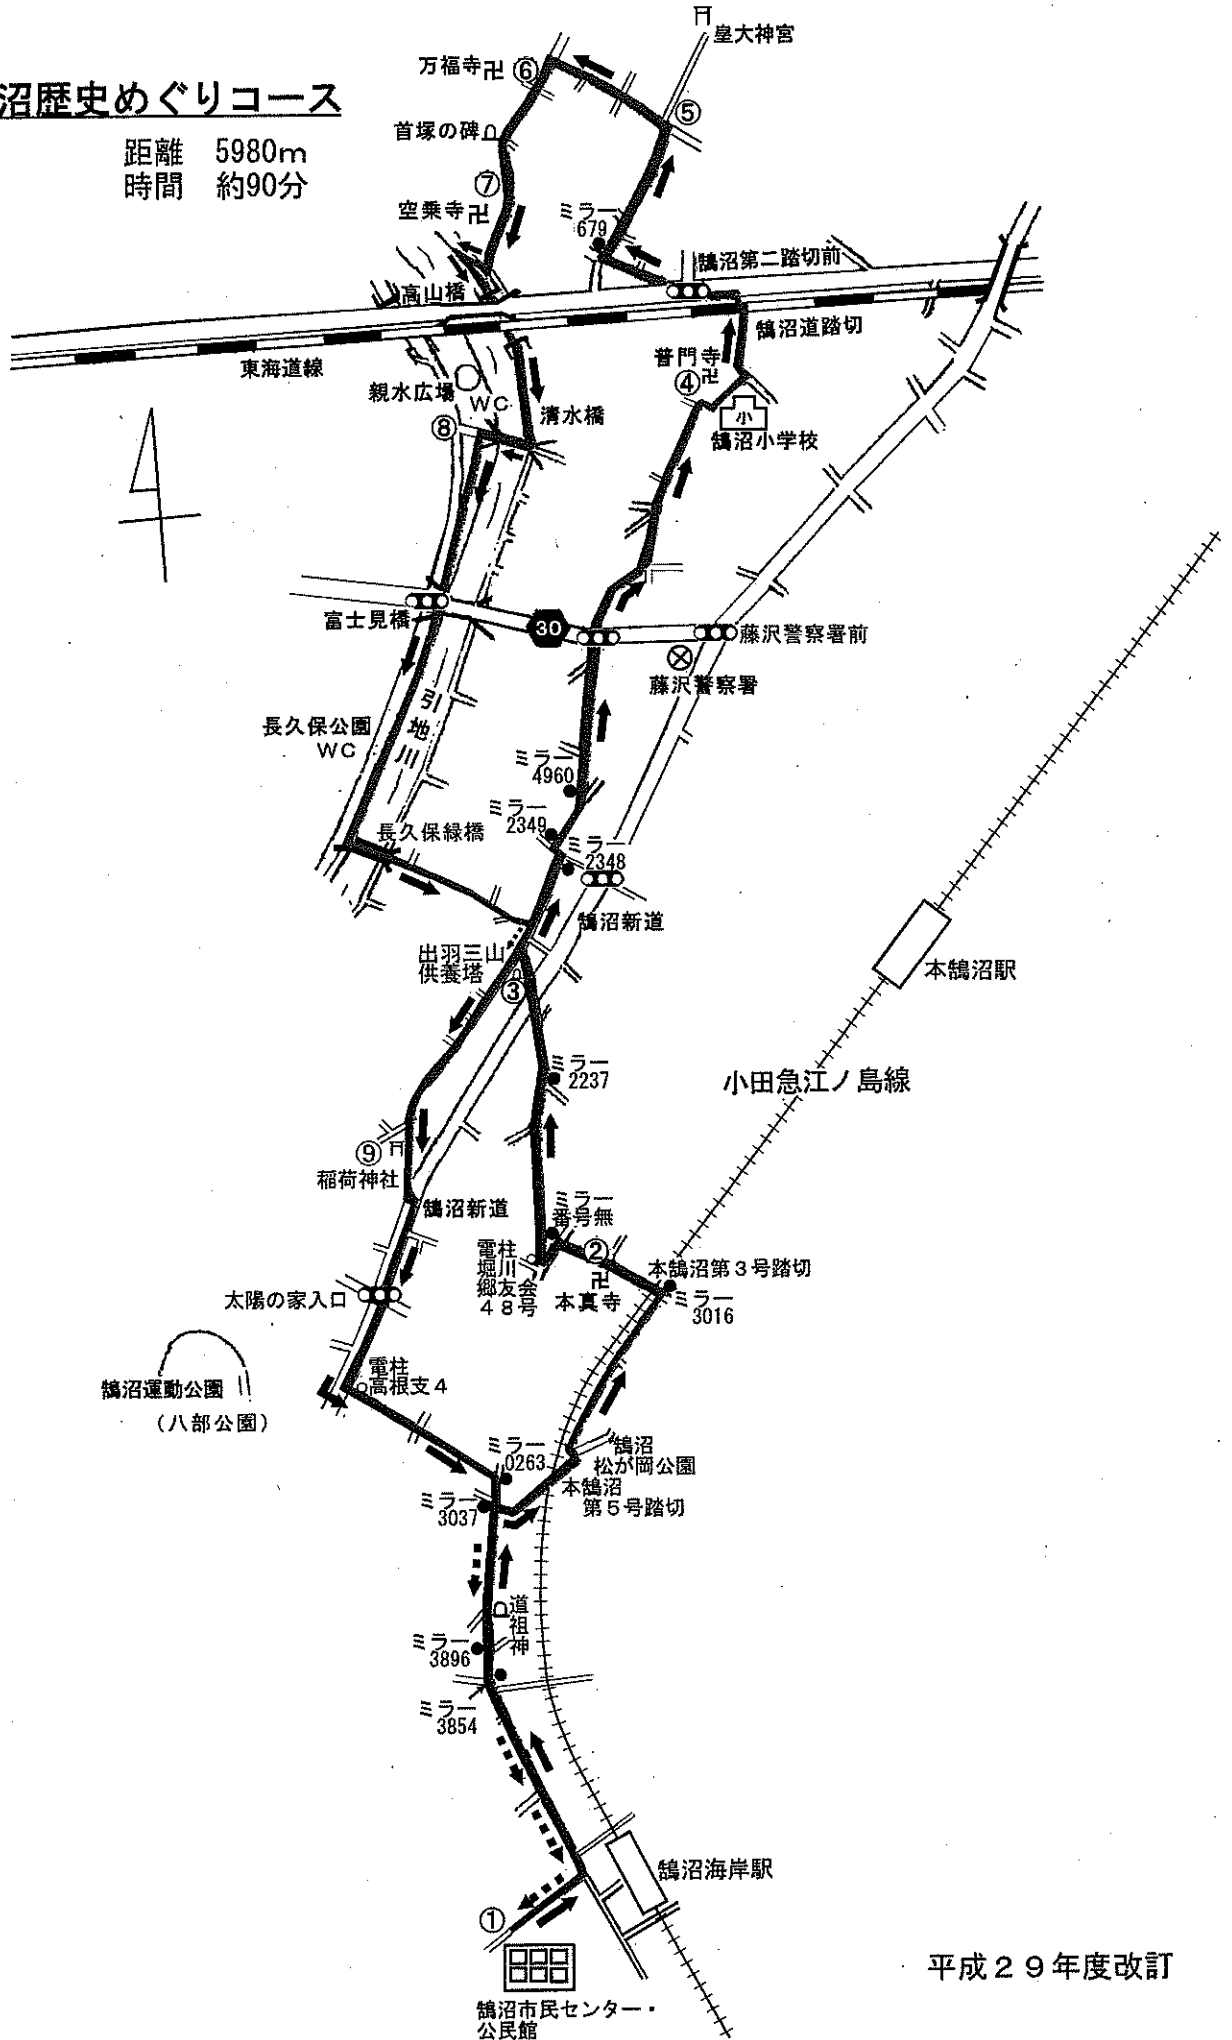 沼歴史めぐりコース
距離 5980m
時間 約90分
皇大神宮
万福寺卍
⑥
⑤
首塚の碑
⑦
空乗寺卍
ミラー
679
鵠沼第二踏切前
高山橋
鵠沼道踏切
東海道線
普門寺
卍
④
親水広場
WC
清水橋
小
鵠沼小学校
⑧
富士見橋
30
藤沢警察署前
藤沢警察署
引
地
川
長久保公園
WC
ミラー
4960
ミラー
2349
長久保緑橋
ミラー
2348
鵠沼新道
出羽三山
供養塔
③
本鵠沼駅
ミラー
2237
小田急江ノ島線
⑨
稲荷神社
鵠沼新道
ミラー
番号無
電柱
堀川
郷友会
48号
②
卍
本真寺
本鵠沼第3号踏切
ミラー
3016
太陽の家入口
電柱
高根支4
鵠沼運動公園
(八部公園)
鵠沼
松が岡公園
ミラー
0263
本鵠沼
第5号踏切
ミラー
3037
道祖神
ミラー
3896
ミラー
3854
鵠沼海岸駅
①
鵠沼市民センター・
公民館
平成29年度改訂